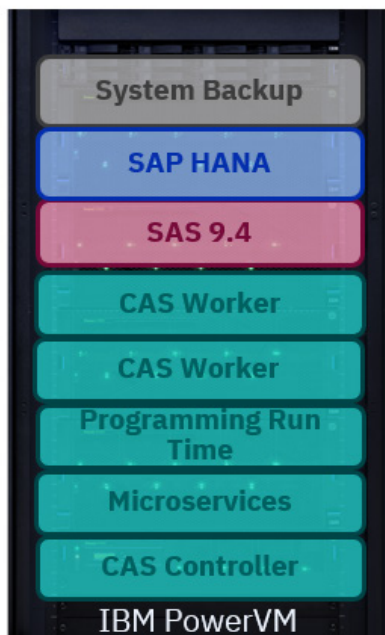 System Backup
SAP HANA
SAS 9.4
CAS Worker
CAS Worker
Programming Run
Time
Microservices
CAS Controller
IBM PowerVM